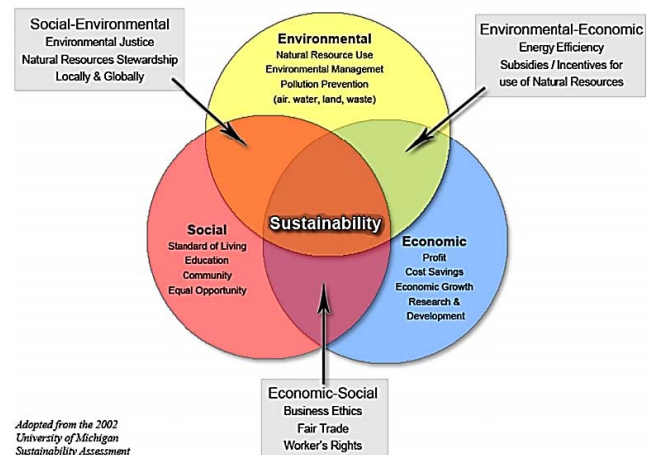 Social-Environmental
Environmental Justice
Natural Resources Stewardship
Locally & Globally
Environmental
Natural Resource Use
Environmental Managemet
Pollution Prevention
(air. water, land, waste)
Environmental-Economic
Energy Efficiency
Subsidies / Incentives for
use of Natural Resources
Sustainability
Social
Standard of Living
Education
Community
Equal Opportunity
Economic
Profit
Cost Savings
Economic Growth
Research &
Development
Economic-Social
Business Ethics
Fair Trade
Worker's Rights
Adopted from the 2002
University of Michigan
Sustainability Assessment